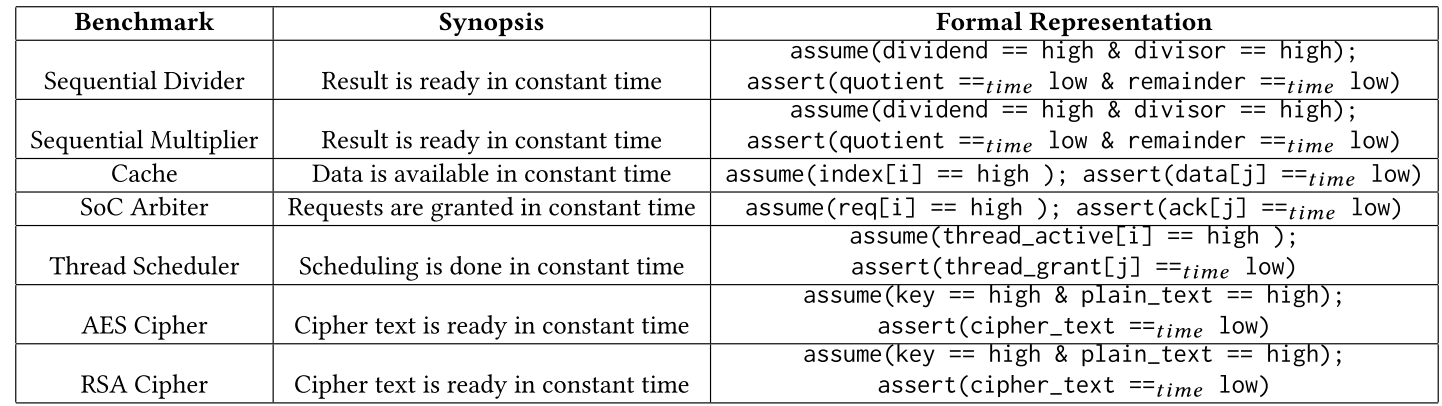 Benchmark Synopsis Formal Representation
assume(dividend == high & divisor == high);
Sequential Divider Result is ready in constant time assert(quotient ==time low & remainder ==time low)
assume(dividend == high & divisor == high);
Sequential Multiplier Result is ready in constant time assert(quotient ==time low & remainder ==time low)
Cache Data is available in constant time assume(index[i] == high ); assert(data[j] ==time low)
SoC Arbiter Requests are granted in constant time assume(req[i] == high ); assert(ack[j] ==time low)
assume(thread_active[i] == high );
Thread Scheduler Scheduling is done in constant time assert(thread_grant[j] ==time low)
assume(key == high & plain_text == high);
AES Cipher Cipher text is ready in constant time assert(cipher_text ==time low)
assume(key == high & plain_text == high);
RSA Cipher Cipher text is ready in constant time assert(cipher_text ==time low)